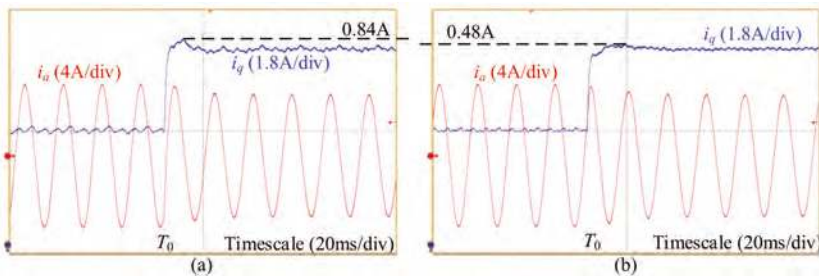 0.84A
0.48A
i_a (4A/div)
i_q (1.8A/div)
i_a (4A/div)
i_q (1.8A/div)
T_0
Timescale (20ms/div)
T_0
Timescale (20ms/div)
(a)
(b)